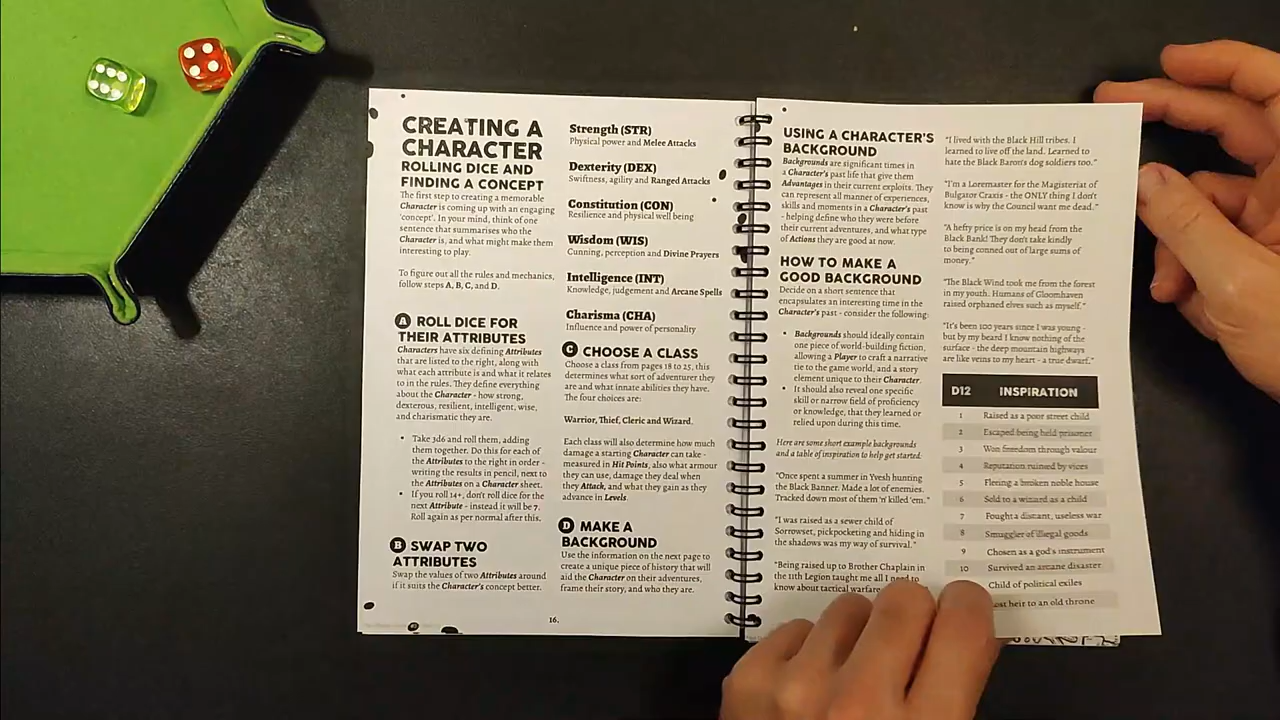 CREATING A
CHARACTER
ROLLING DICE AND
FINDING A CONCEPT
The first step to creating a memorable
Character is coming up with an engaging
'concept'. In your mind, think of one
sentence that summarises who the
Character is, and what might make them
interesting to play.
To figure out all the rules and mechanics,
follow steps A, B, C, and D.
A ROLL DICE FOR
THEIR ATTRIBUTES
Characters have six defining Attributes
that are listed to the right, along with
what each attribute is and what it relates
to in the rules. They define everything
about the Character - how strong,
dexterous, resilient, intelligent, wise,
and charismatic they are.
• Take 3d6 and roll them, adding
them together. Do this for each of
the Attributes to the right in order -
writing the results in pencil, next to
the Attributes on a Character sheet.
• If you roll 14+, don't roll dice for the
next Attribute - instead it will be 7.
Roll again as per normal after this.
B SWAP TWO
ATTRIBUTES
Swap the values of two Attributes around
if it suits the Character's concept better.
Strength (STR)
Physical power and Melee Attacks
Dexterity (DEX)
Swiftness, agility and Ranged Attacks
Constitution (CON)
Resilience and physical well being
Wisdom (WIS)
Cunning, perception and Divine Prayers
Intelligence (INT)
Knowledge, judgement and Arcane Spells
Charisma (CHA)
Influence and power of personality
C CHOOSE A CLASS
Choose a class from pages 18 to 25, this
determines what sort of adventurer they
are and what innate abilities they have.
The four choices are:
Warrior, Thief, Cleric and Wizard.
Each class will also determine how much
damage a starting Character can take -
measured in Hit Points, also what armour
they can use, damage they deal when
they Attack, and what they gain as they
advance in Levels.
D MAKE A
BACKGROUND
Use the information on the next page to
create a unique piece of history that will
aid the Character on their adventures,
frame their story, and who they are.
16.
USING A CHARACTER'S
BACKGROUND
Backgrounds are significant times in
a Character's past life that give them
Advantages in their current exploits. They
can represent all manner of experiences,
skills and moments in a Character's past
- helping define who they were before
their current adventures, and what type
of Actions they are good at now.
HOW TO MAKE A
GOOD BACKGROUND
Decide on a short sentence that
encapsulates an interesting time in the
Character's past - consider the following:
• Backgrounds should ideally contain
one piece of world-building fiction,
allowing a Player to craft a narrative
tie to the game world, and a story
element unique to their Character.
• It should also reveal one specific
skill or narrow field of proficiency
or knowledge, that they learned or
relied upon during this time.
Here are some short example backgrounds
and a table of inspiration to help get started:
"Once spent a summer in Yvesh hunting
the Black Banner. Made a lot of enemies.
Tracked down most of them 'n' killed 'em."
"I was raised as a sewer child of
Sorrowset, pickpocketing and hiding in
the shadows was my way of survival."
"Being raised up to Brother Chaplain in
the 11th Legion taught me all I need to
know about tactical warfare
"I lived with the Black Hill tribes. I
learned to live off the land. Learned to
hate the Black Baron's dog soldiers too."
"I'm a Loremaster for the Magisteriat of
Bulgator Craxis - the ONLY thing I don't
know is why the Council want me dead."
"A hefty price is on my head from the
Black Bank! They don't take kindly
to being conned out of large sums of
money."
"The Black Wind took me from the forest
in my youth. Humans of Gloomhaven
raised orphaned elves such as myself."
"It's been 100 years since I was young -
but by my beard I know nothing of the
surface - the deep mountain highways
are like veins to my heart - a true dwarf."
D12 INSPIRATION
1 Raised as a poor street child
2 Escaped being held prisoner
3 Won freedom through valour
4 Reputation ruined by vices
5 Fleeing a broken noble house
6 Sold to a wizard as a child
7 Fought a distant, useless war
8 Smuggler of illegal goods
9 Chosen as a god's instrument
10 Survived an arcane disaster
Child of political exiles
heir to an old throne